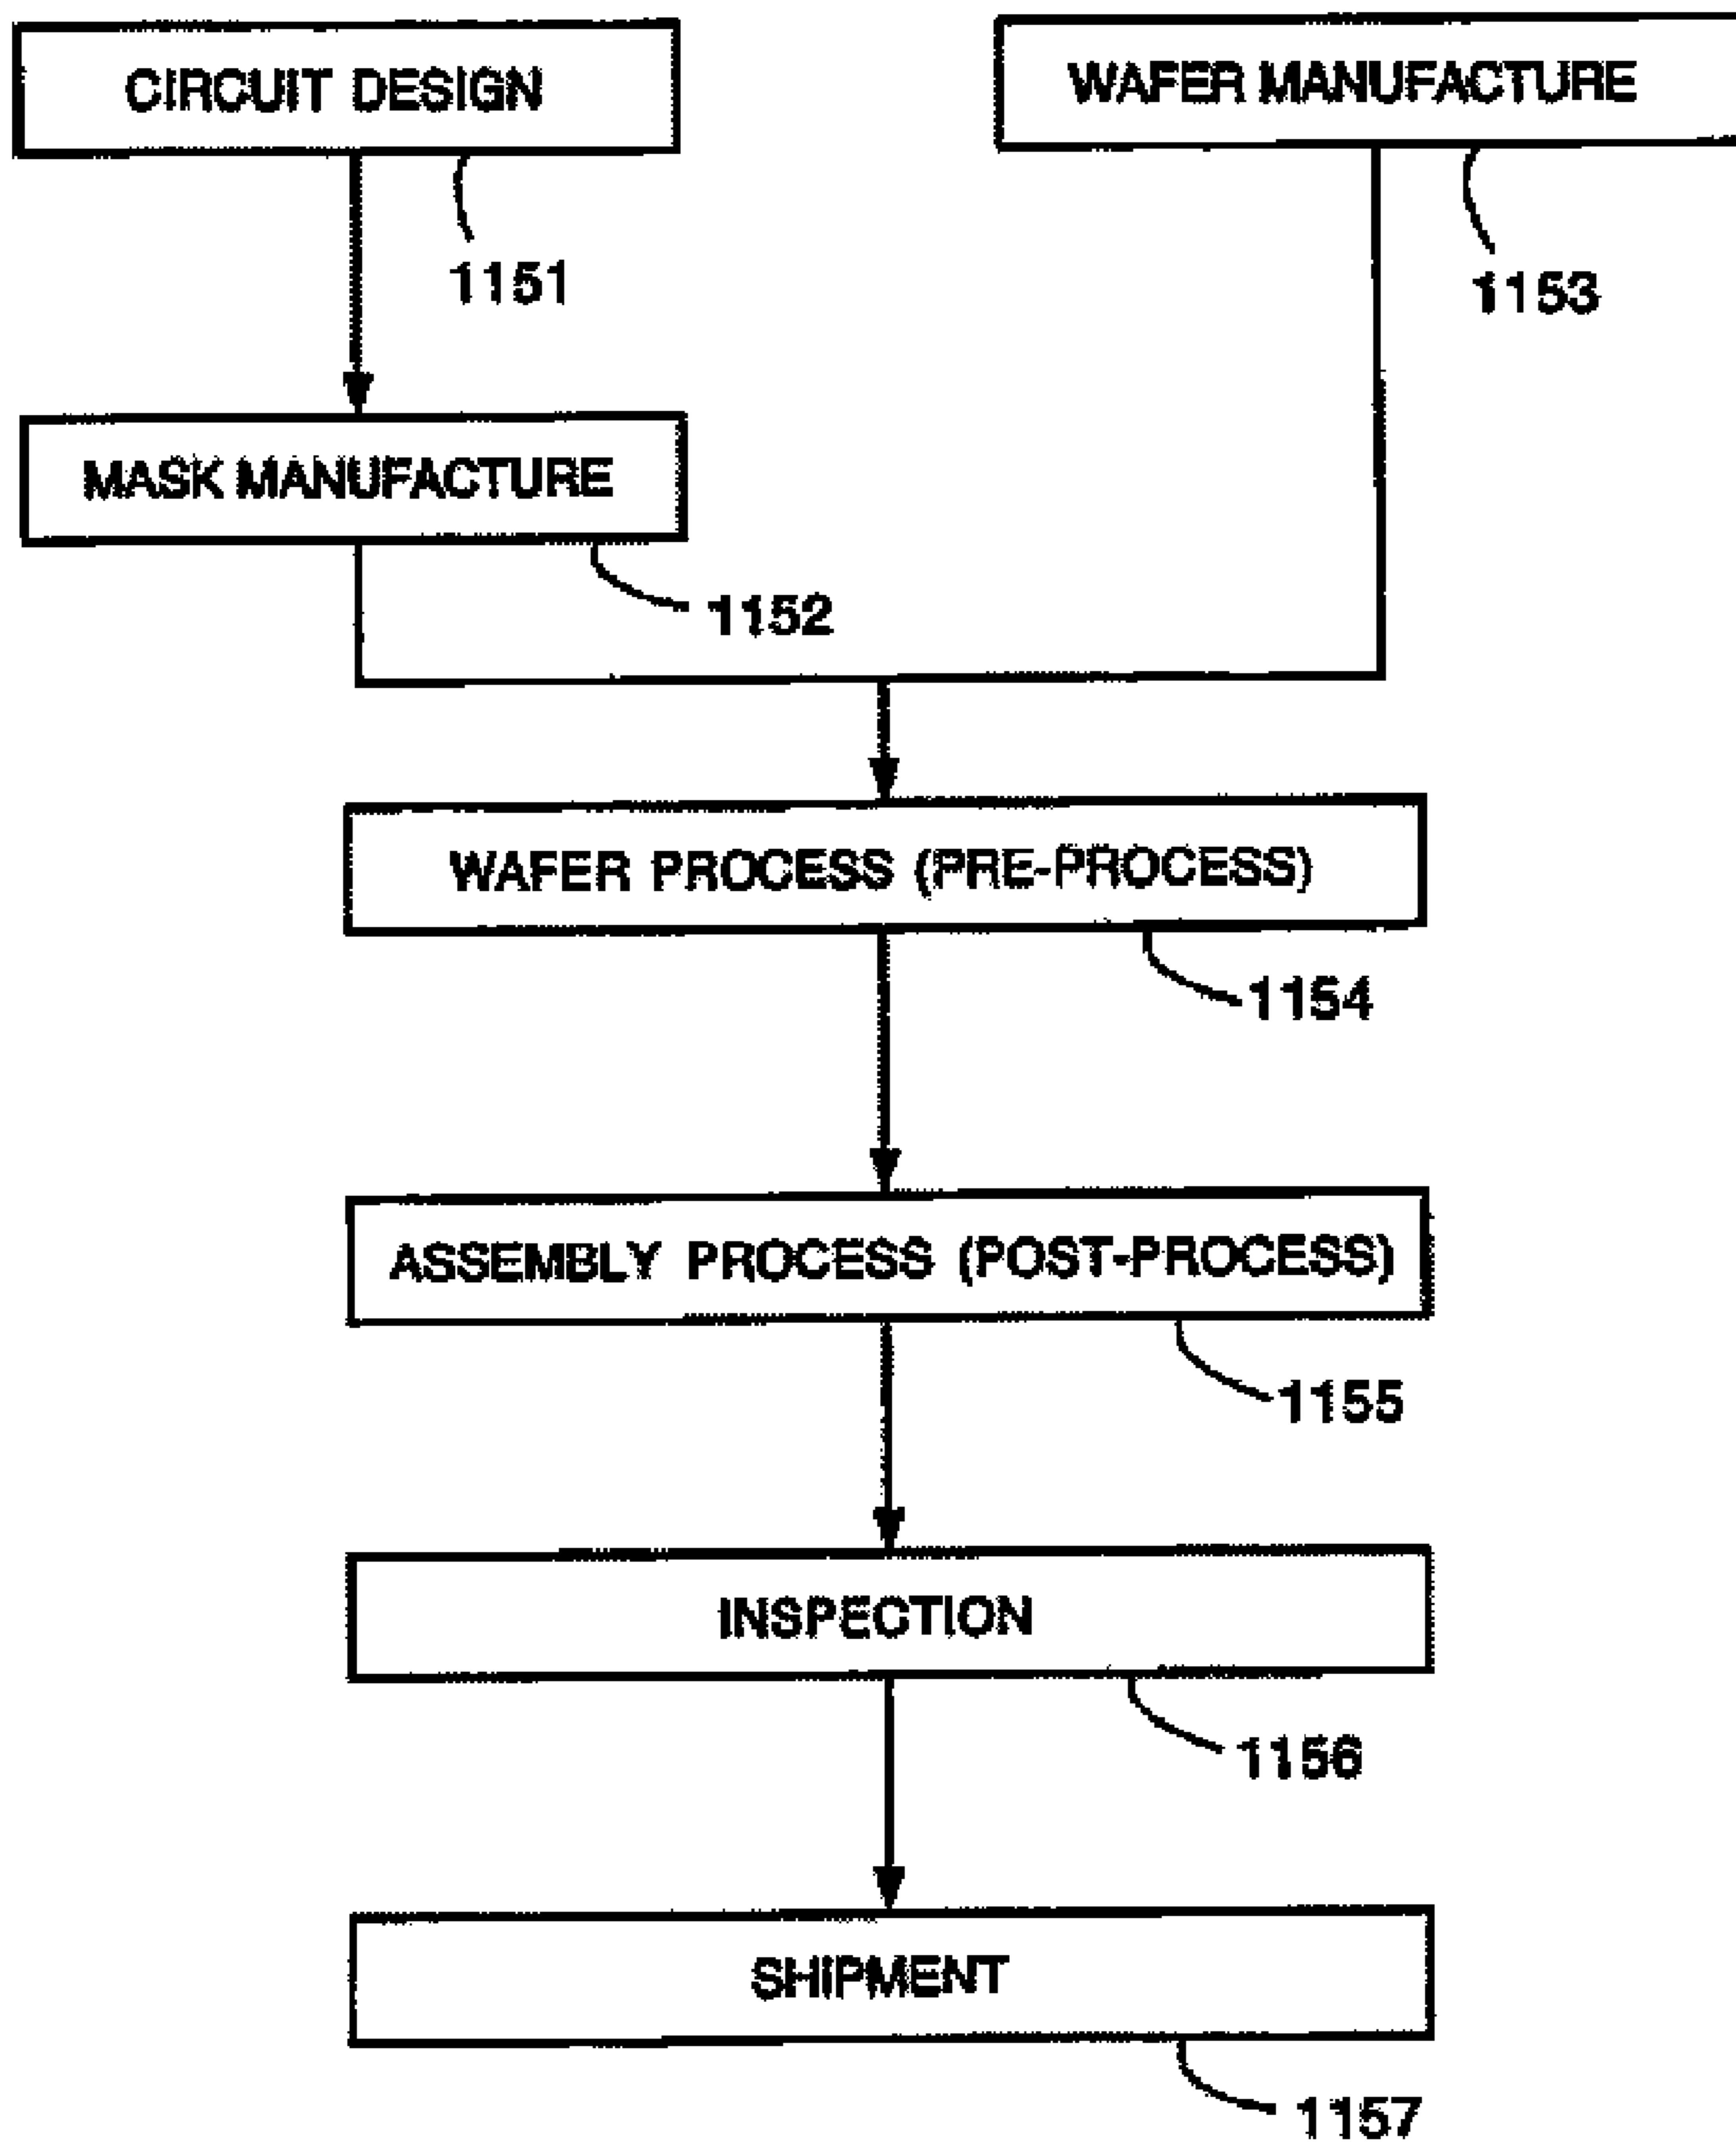 CIRCUIT DESIGN
WAFER MANUFACTURE
1151
1153
MASK MANUFACTURE
1152
WAFER PROCESS (PRE-PROCESS)
1154
ASSEMBLY PROCESS (POST-PROCESS)
1155
INSPECTION
1156
SHIPMENT
1157